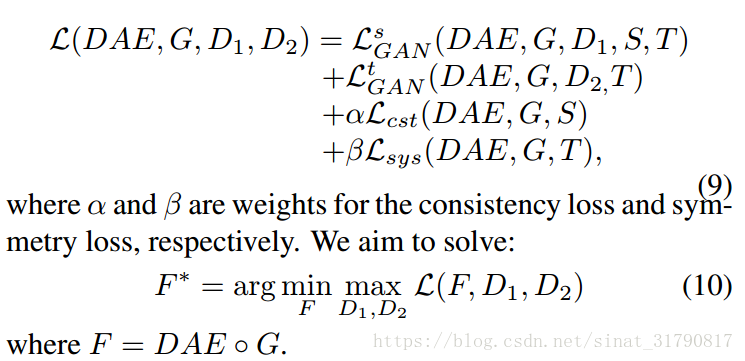 ℒ(DAE, G, D₁, D₂) = ℒˢ_GAN(DAE, G, D₁, S, T)
+ℒᵗ_GAN(DAE, G, D₂,T)
+αℒ_cst(DAE, G, S)
+βℒ_sys(DAE, G, T),
(9)
where α and β are weights for the consistency loss and sym-
metry loss, respectively. We aim to solve:
F* = arg min_F max_{D₁,D₂} ℒ(F, D₁, D₂) (10)
where F = DAE ∘ G.
https://blog.csdn.net/sinat_31790817